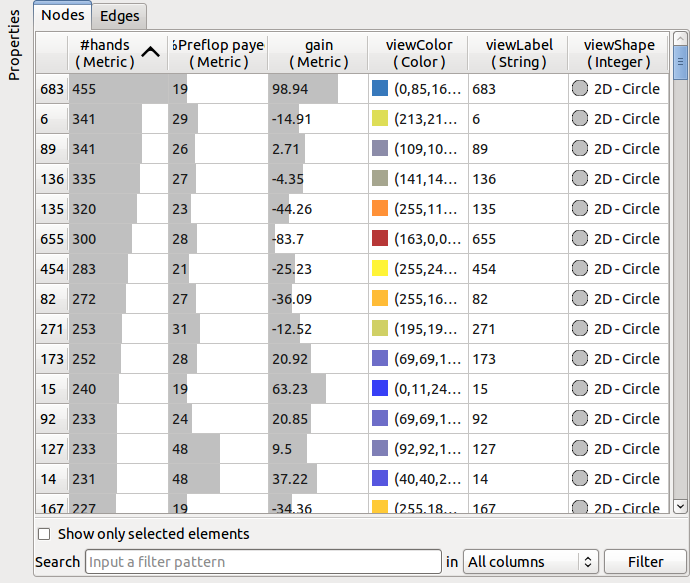 Properties
Nodes Edges
#hands %Preflop paye gain viewColor viewLabel viewShape
(Metric) (Metric) (Metric) (Color) (String) (Integer)
683 455 19 98.94 (0,85,16... 683 2D - Circle
6 341 29 -14.91 (213,21... 6 2D - Circle
89 341 26 2.71 (109,10... 89 2D - Circle
136 335 27 -4.35 (141,14... 136 2D - Circle
135 320 23 -44.26 (255,11... 135 2D - Circle
655 300 28 -83.7 (163,0,0... 655 2D - Circle
454 283 21 -25.23 (255,24... 454 2D - Circle
82 272 27 -36.09 (255,16... 82 2D - Circle
271 253 31 -12.52 (195,19... 271 2D - Circle
173 252 28 20.92 (69,69,1... 173 2D - Circle
15 240 19 63.23 (0,11,24... 15 2D - Circle
92 233 24 20.85 (69,69,1... 92 2D - Circle
127 233 48 9.5 (92,92,1... 127 2D - Circle
14 231 48 37.22 (40,40,2... 14 2D - Circle
167 227 19 -34.36 (255,18... 167 2D - Circle
Show only selected elements
Search Input a filter pattern in All columns Filter